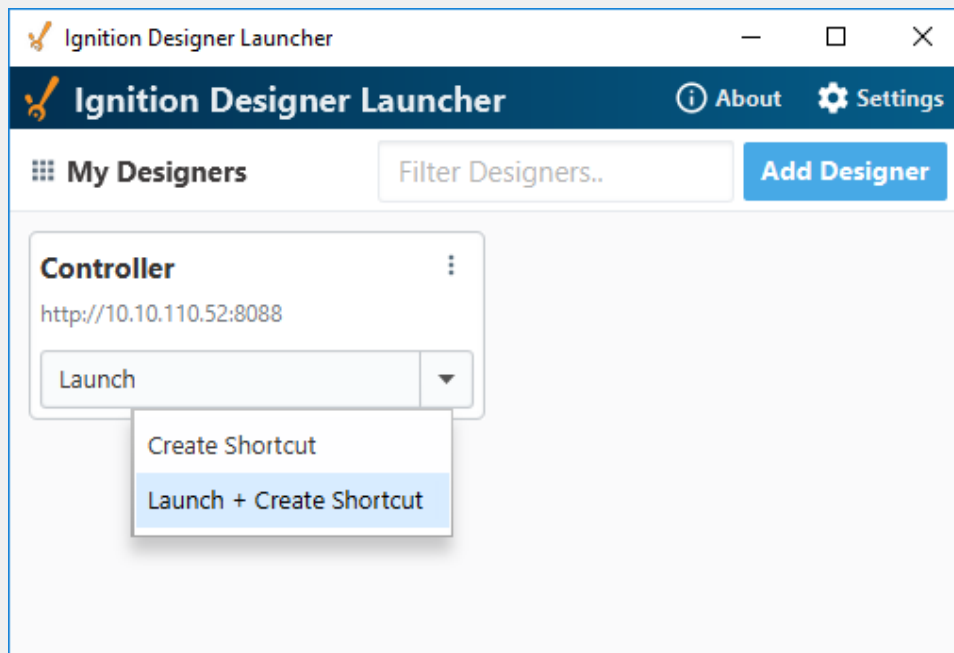 Ignition Designer Launcher
Ignition Designer Launcher About Settings
My Designers Filter Designers.. Add Designer
Controller
http://10.10.110.52:8088
Launch
Create Shortcut
Launch + Create Shortcut